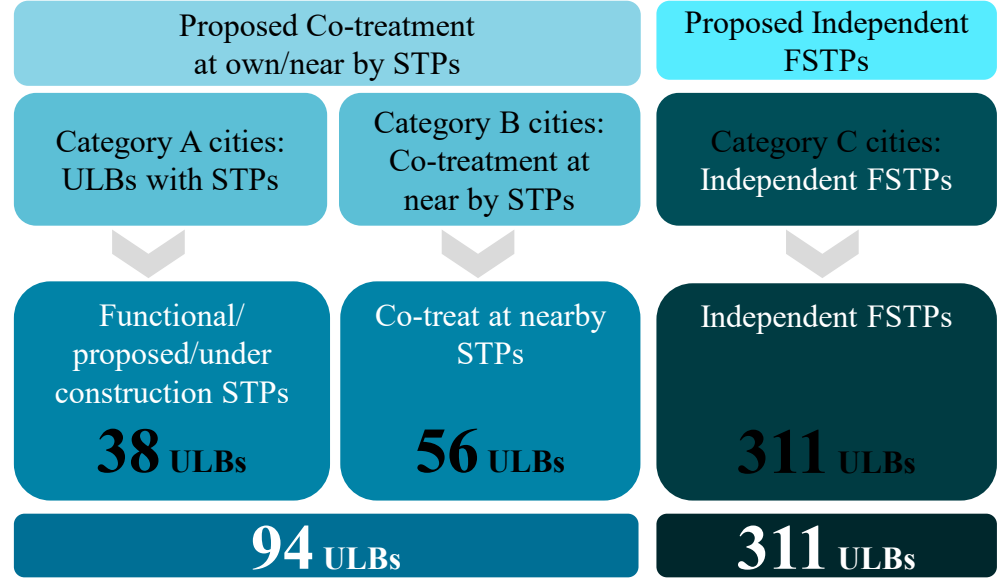 Proposed Co-treatment
at own/near by STPs
Proposed Independent
FSTPs
Category A cities:
ULBs with STPs
Category B cities:
Co-treatment at
near by STPs
Category C cities:
Independent FSTPs
Functional/
proposed/under
construction STPs
38 ULBs
Co-treat at nearby
STPs
56 ULBs
Independent FSTPs
311 ULBs
94 ULBs
311 ULBs